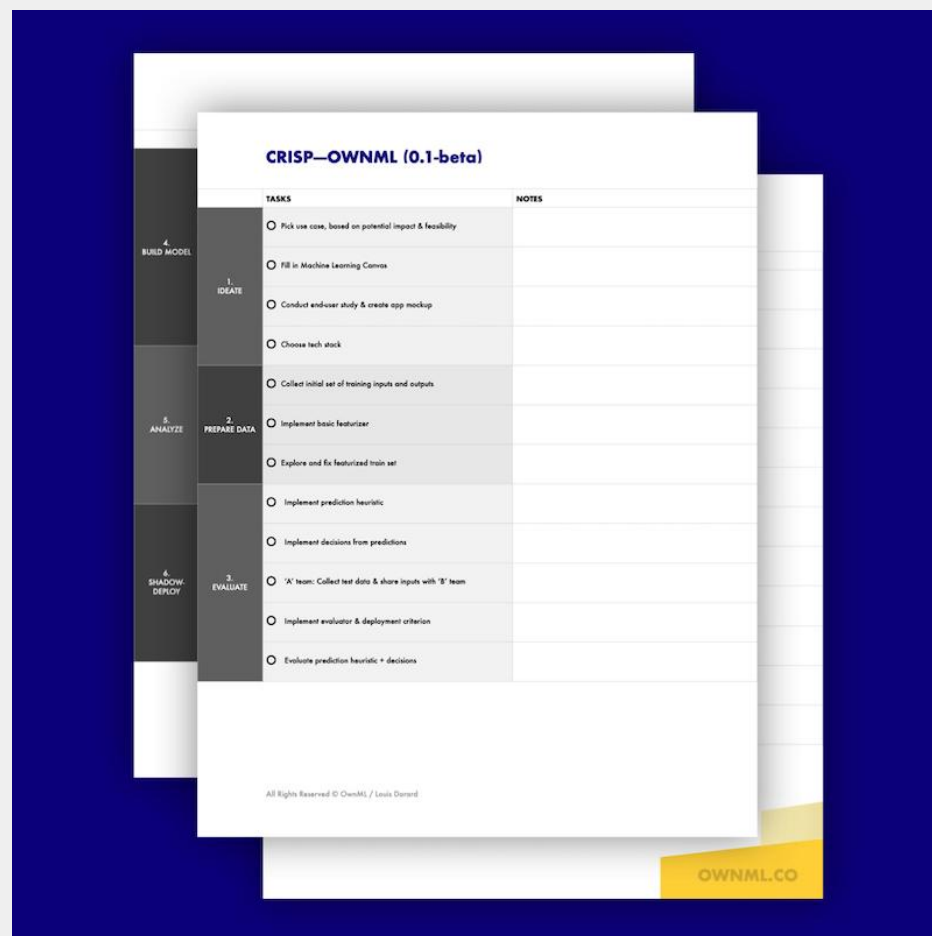 CRISP—OWNML (0.1-beta)
TASKS
NOTES
1.
IDEATE
Pick use case, based on potential impact & feasibility
Fill in Machine Learning Canvas
Conduct end-user study & create app mockup
Choose tech stack
2.
PREPARE DATA
Collect initial set of training inputs and outputs
Implement basic featurizer
Explore and fix featurized train set
3.
EVALUATE
Implement prediction heuristic
Implement decisions from predictions
'A' team: Collect test data & share inputs with 'B' team
Implement evaluator & deployment criterion
Evaluate prediction heuristic + decisions
All Rights Reserved © OwnML / Louis Dorard
4.
BUILD MODEL
5.
ANALYZE
6.
SHADOW-
DEPLOY
OWNML.CO